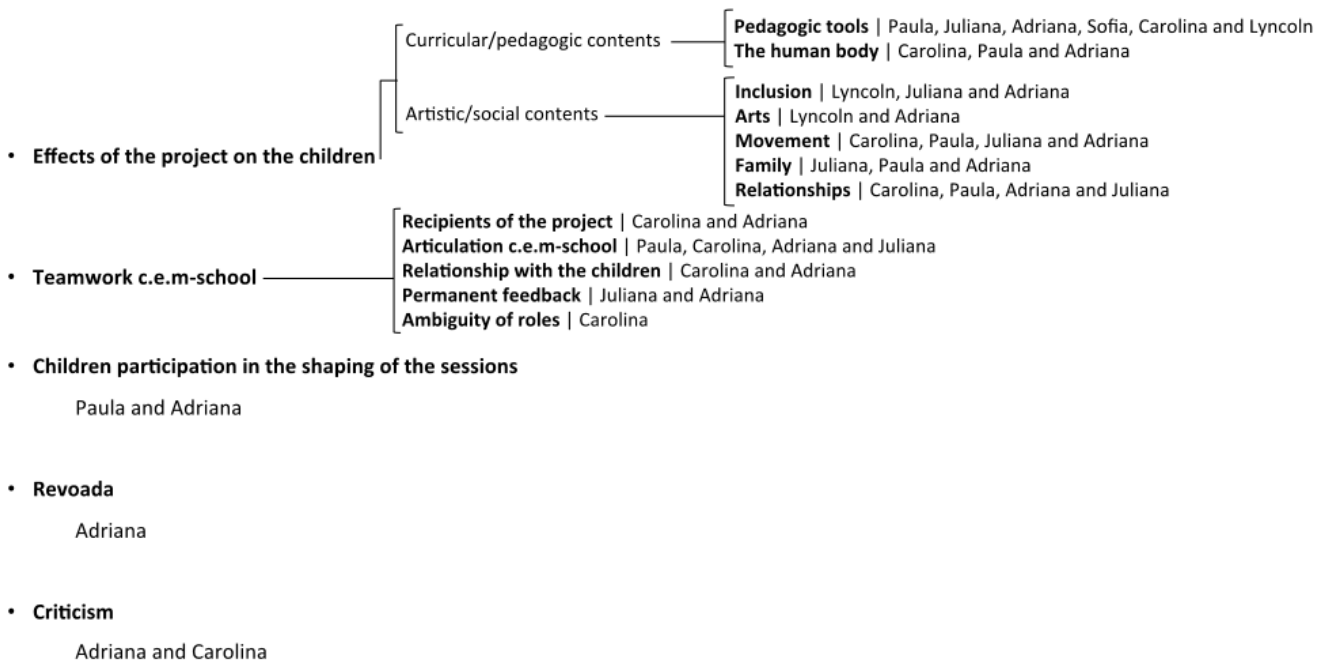 Curricular/pedagogic contents
Pedagogic tools | Paula, Juliana, Adriana, Sofia, Carolina and Lyncoln
The human body | Carolina, Paula and Adriana
Artistic/social contents
Inclusion | Lyncoln, Juliana and Adriana
Arts | Lyncoln and Adriana
Movement | Carolina, Paula, Juliana and Adriana
Family | Juliana, Paula and Adriana
Relationships | Carolina, Paula, Adriana and Juliana
• Effects of the project on the children
Recipients of the project | Carolina and Adriana
Articulation c.e.m-school | Paula, Carolina, Adriana and Juliana
• Teamwork c.e.m-school
Relationship with the children | Carolina and Adriana
Permanent feedback | Juliana and Adriana
Ambiguity of roles | Carolina
• Children participation in the shaping of the sessions
Paula and Adriana
• Revoada
Adriana
• Criticism
Adriana and Carolina